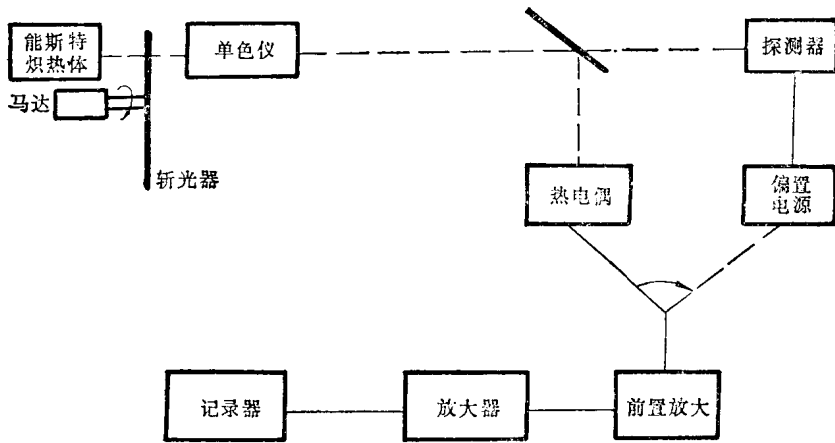 能斯特
炽热体
单色仪
探测器
马达
斩光器
热电偶
偏置
电源
记录器
放大器
前置放大